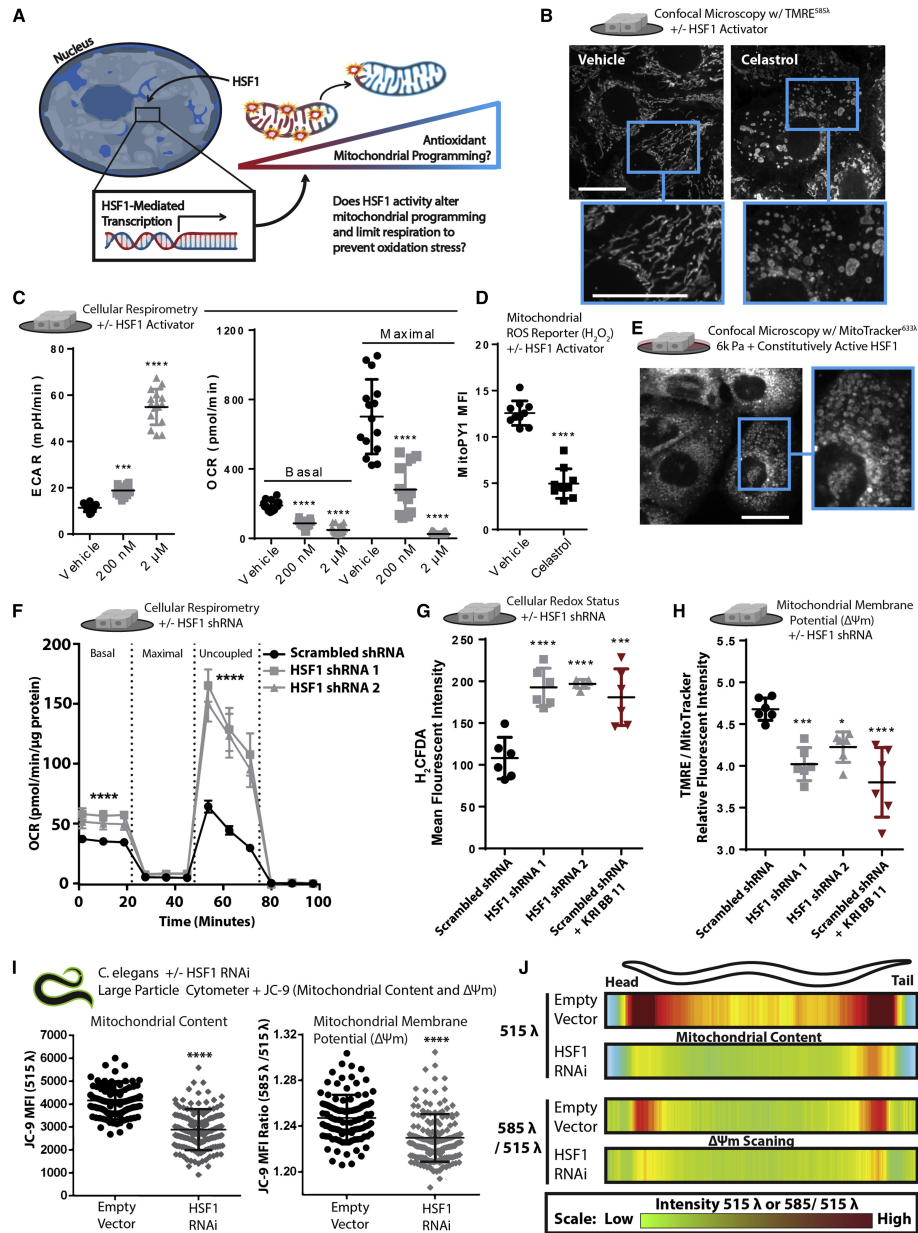 A
Nucleus
HSF1
HSF1-Mediated
Transcription
Antioxidant
Mitochondrial Programming?
Does HSF1 activity alter
mitochondrial programming
and limit respiration to
prevent oxidation stress?
B
Confocal Microscopy w/ TMRE585λ
+/- HSF1 Activator
Vehicle
Celastrol
C
Cellular Respirometry
+/- HSF1 Activator
ECAR (mpH/min)
80
60
40
20
0
***
****
Vehicle
200 nM
2 µM
OCR (pmol/min)
1200
800
400
0
Basal
Maximal
****
****
****
****
Vehicle
200 nM
2 µM
Vehicle
200 nM
2 µM
D
Mitochondrial
ROS Reporter (H2O2)
+/- HSF1 Activator
MitoPY1 MFI
20
15
10
5
0
****
Vehicle
Celastrol
E
Confocal Microscopy w/ MitoTracker633λ
6k Pa + Constitutively Active HSF1
F
Cellular Respirometry
+/- HSF1 shRNA
OCR (pmol/min/µg protein)
200
150
100
50
0
Basal
Maximal
Uncoupled
****
****
Scrambled shRNA
HSF1 shRNA 1
HSF1 shRNA 2
0
20
40
60
80
100
Time (Minutes)
G
Cellular Redox Status
+/- HSF1 shRNA
H2CFDA
Mean Flourescent Intensity
250
200
150
100
50
0
****
****
***
Scrambled shRNA
HSF1 shRNA 1
HSF1 shRNA 2
Scrambled shRNA
+ KRI BB 11
H
Mitochondrial Membrane
Potential (ΔΨm)
+/- HSF1 shRNA
TMRE / MitoTracker
Relative Fluorescent Intensity
5.0
4.5
4.0
3.5
3.0
***
*
****
Scrambled shRNA
HSF1 shRNA 1
HSF1 shRNA 2
Scrambled shRNA
+ KRI BB 11
I
C. elegans +/- HSF1 RNAi
Large Particle Cytometer + JC-9 (Mitochondrial Content and ΔΨm)
Mitochondrial Content
JC-9 MFI (515 λ)
7000
6000
5000
4000
3000
2000
1000
0
****
Empty
Vector
HSF1
RNAi
Mitochondrial Membrane
Potential (ΔΨm)
JC-9 MFI Ratio (585 λ /515 λ)
1.32
1.28
1.24
1.20
****
Empty
Vector
HSF1
RNAi
J
Head
Tail
515 λ
Empty
Vector
Mitochondrial Content
HSF1
RNAi
585 λ
/ 515 λ
Empty
Vector
ΔΨm Scaning
HSF1
RNAi
Intensity 515 λ or 585/ 515 λ
Scale: Low
High